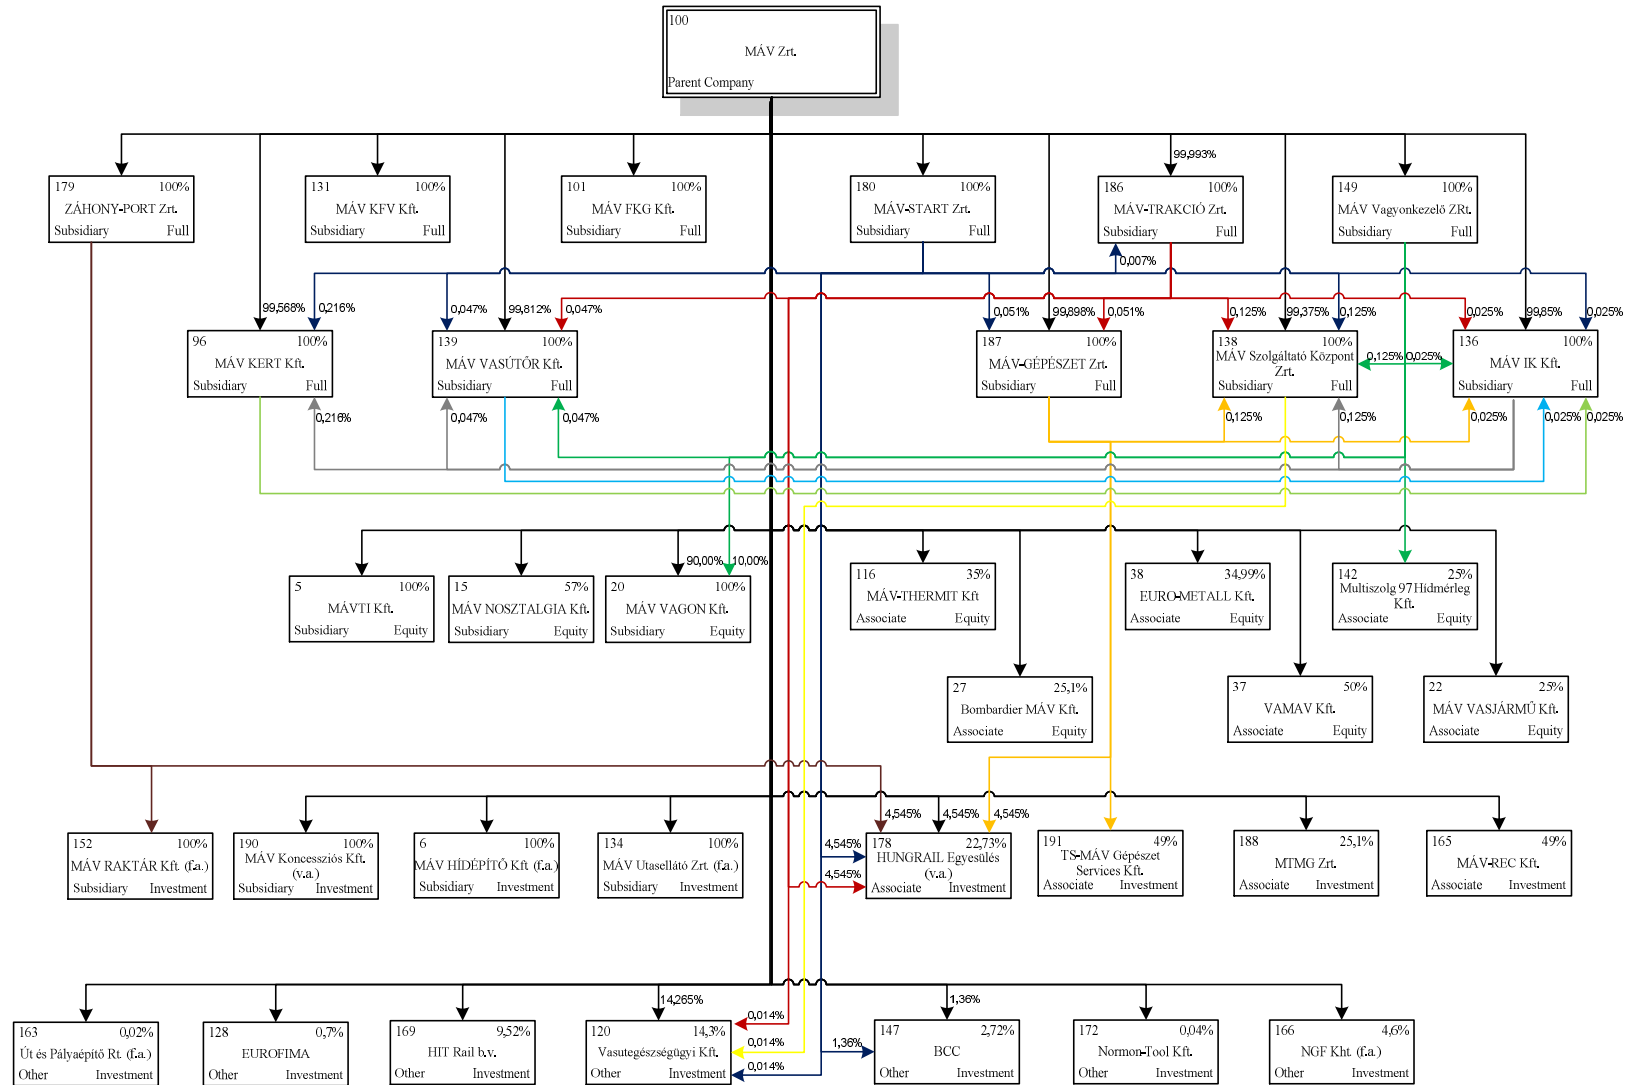 100
MÁV Zrt.
Parent Company
99,993%
179 100%
ZÁHONY-PORT Zrt.
Subsidiary Full
131 100%
MÁV KFV Kft.
Subsidiary Full
101 100%
MÁV FKG Kft.
Subsidiary Full
180 100%
MÁV-START Zrt.
Subsidiary Full
186 100%
MÁV-TRAKCIÓ Zrt.
Subsidiary Full
149 100%
MÁV Vagyonkezelő ZRt.
Subsidiary Full
0,007%
99,568% 0,216% 0,047% 99,812% 0,047% 0,051% 99,898% 0,051% 0,125% 99,375% 0,125% 0,025% 99,85% 0,025%
96 100%
MÁV KERT Kft.
Subsidiary Full
139 100%
MÁV VASÚTŐR Kft.
Subsidiary Full
187 100%
MÁV-GÉPÉSZET Zrt.
Subsidiary Full
138 100%
MÁV Szolgáltató Központ
Zrt.
Subsidiary Full
0,125% 0,025%
136 100%
MÁV IK Kft.
Subsidiary Full
0,216% 0,047% 0,047% 0,125% 0,125% 0,025% 0,025% 0,025%
90,00% 10,00%
5 100%
MÁVTI Kft.
Subsidiary Equity
15 57%
MÁV NOSZTALGIA Kft.
Subsidiary Equity
20 100%
MÁV VAGON Kft.
Subsidiary Equity
116 35%
MÁV-THERMIT Kft
Associate Equity
38 34,99%
EURO-METALL Kft.
Associate Equity
142 25%
Multiszolg 97 Hídmérleg
Kft.
Associate Equity
27 25,1%
Bombardier MÁV Kft.
Associate Equity
37 50%
VAMAV Kft.
Associate Equity
22 25%
MÁV VASJÁRMŰ Kft.
Associate Equity
4,545% 4,545% 4,545%
4,545%
4,545%
152 100%
MÁV RAKTÁR Kft. (f.a.)
Subsidiary Investment
190 100%
MÁV Koncessziós Kft.
(v.a.)
Subsidiary Investment
6 100%
MÁV HÍDÉPÍTŐ Kft (f.a.)
Subsidiary Investment
134 100%
MÁV Utasellátó Zrt. (f.a.)
Subsidiary Investment
178 22,73%
HUNGRAIL Egyesülés
(v.a.)
Associate Investment
191 49%
TS-MÁV Gépészet
Services Kft.
Associate Investment
188 25,1%
MTMG Zrt.
Associate Investment
165 49%
MÁV-REC Kft.
Associate Investment
14,265% 1,36%
0,014%
0,014% 1,36%
0,014%
163 0,02%
Út és Pályaépítő Rt. (f.a.)
Other Investment
128 0,7%
EUROFIMA
Other Investment
169 9,52%
HIT Rail b.v.
Other Investment
120 14,3%
Vasutegészségügyi Kft.
Other Investment
147 2,72%
BCC
Other Investment
172 0,04%
Normon-Tool Kft.
Other Investment
166 4,6%
NGF Kht. (f.a.)
Other Investment